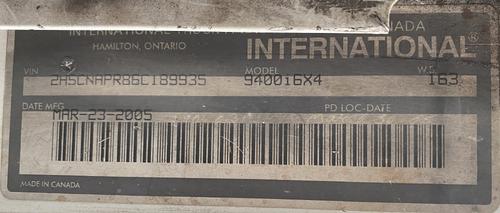 INTERNATIONAL
HAMILTON, ONTARIO
INTERNATIONAL®
VIN MODEL W.B.
2HSCNAPR86C189935 9400i6X4 163
DATE MFG PD LOC-DATE
MAR-23-2005
MADE IN CANADA